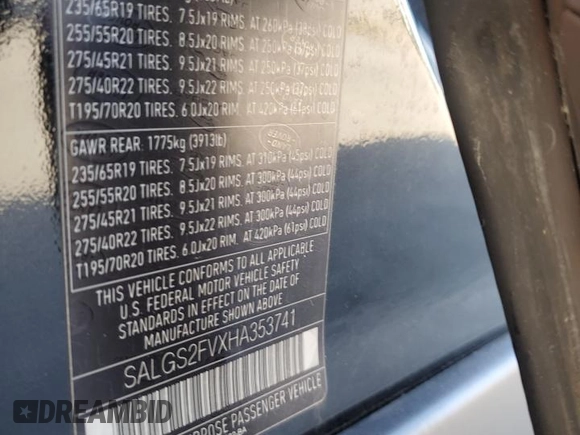 235/65R19 TIRES. 7.5Jx19 RIMS. AT 260kPa (38psi) COLD
255/55R20 TIRES. 8.5Jx20 RIMS. AT 250kPa COLD
275/45R21 TIRES. 9.5Jx21 RIMS. AT 250kPa (37psi) COLD
275/40R22 TIRES. 9.5Jx22 RIMS. AT 250kPa (37psi) COLD
T195/70R20 TIRES. 6.0Jx20 RIM. AT 420kPa (61psi) COLD
GAWR REAR. 1775kg (3913lb)
LAND-
ROVER
235/65R19 TIRES. 7.5Jx19 RIMS. AT 310kPa (45psi) COLD
255/55R20 TIRES. 8.5Jx20 RIMS. AT 300kPa (44psi) COLD
275/45R21 TIRES. 9.5Jx21 RIMS. AT 300kPa (44psi) COLD
275/40R22 TIRES. 9.5Jx22 RIMS. AT 300kPa (44psi) COLD
T195/70R20 TIRES. 6.0Jx20 RIM. AT 420kPa (61psi) COLD
THIS VEHICLE CONFORMS TO ALL APPLICABLE
U.S. FEDERAL MOTOR VEHICLE SAFETY
STANDARDS IN EFFECT ON THE DATE OF
MANUFACTURE SHOWN ABOVE.
SALGS2FVXHA353741
PURPOSE PASSENGER VEHICLE
DREAMBID